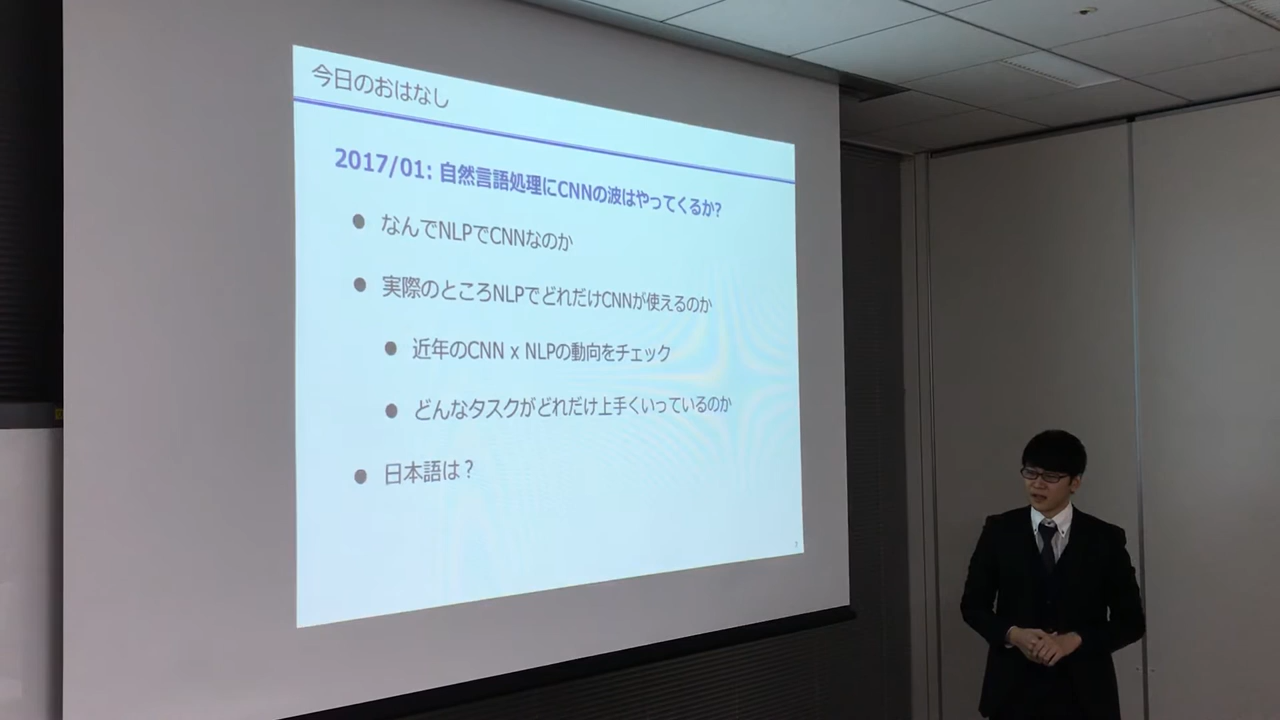 今日のおはなし
2017/01: 自然言語処理にCNNの波はやってくるか?
● なんでNLPでCNNなのか
● 実際のところNLPでどれだけCNNが使えるのか
● 近年のCNN x NLPの動向をチェック
● どんなタスクがどれだけ上手くいっているのか
● 日本語は？
7